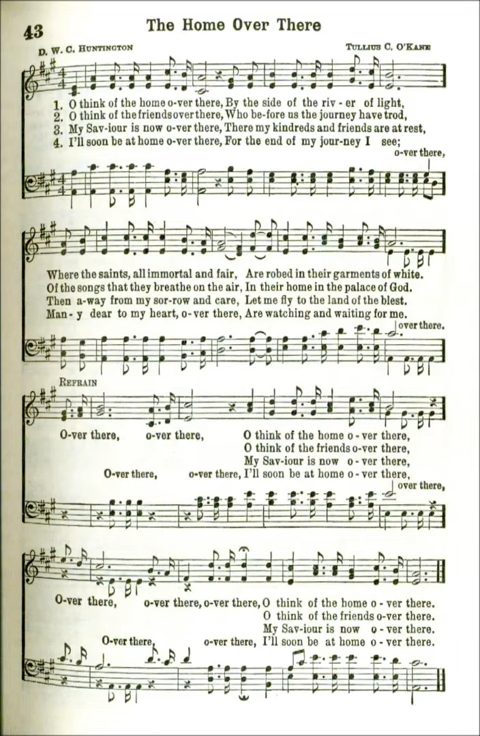 43
The Home Over There
D. W. C. HUNTINGTON TULLIUS C. O'KANE
1. O think of the home o-ver there, By the side of the riv - er of light,
2. O think of the friends over there, Who be-fore us the journey have trod,
3. My Sav-iour is now o-ver there, There my kindreds and friends are at rest,
4. I'll soon be at home over there, For the end of my jour-ney I see;
o-ver there,
Where the saints, all immortal and fair, Are robed in their garments of white.
Of the songs that they breathe on the air, In their home in the palace of God.
Then a-way from my sor-row and care, Let me fly to the land of the blest.
Man-y dear to my heart, o-ver there, Are watching and waiting for me.
over there.
REFRAIN
O-ver there, o-ver there, O think of the home o-ver there,
O think of the friends o-ver there,
My Sav-iour is now o-ver there,
O-ver there, o-ver there, I'll soon be at home o-ver there,
over there,
O-ver there, o-ver there, o-ver there, O think of the home o-ver there.
O think of the friends o-ver there.
My Sav-iour is now o-ver there.
O-ver there, o-ver there, I'll soon be at home o-ver there.